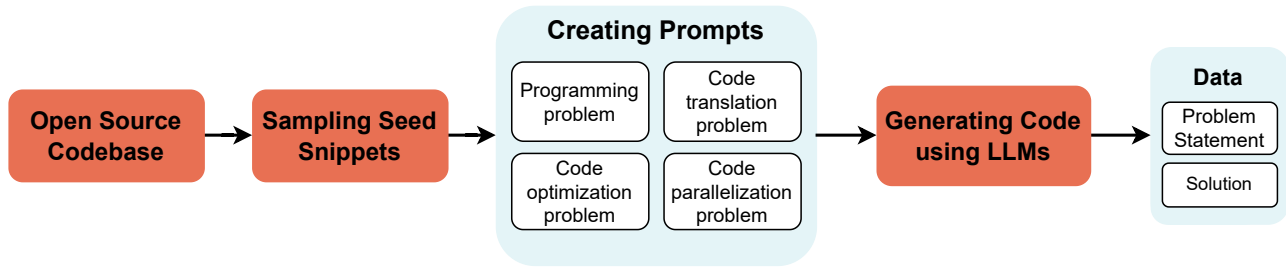 Open Source
Codebase
Sampling Seed
Snippets
Creating Prompts
Programming
problem
Code
translation
problem
Code
optimization
problem
Code
parallelization
problem
Generating Code
using LLMs
Data
Problem
Statement
Solution